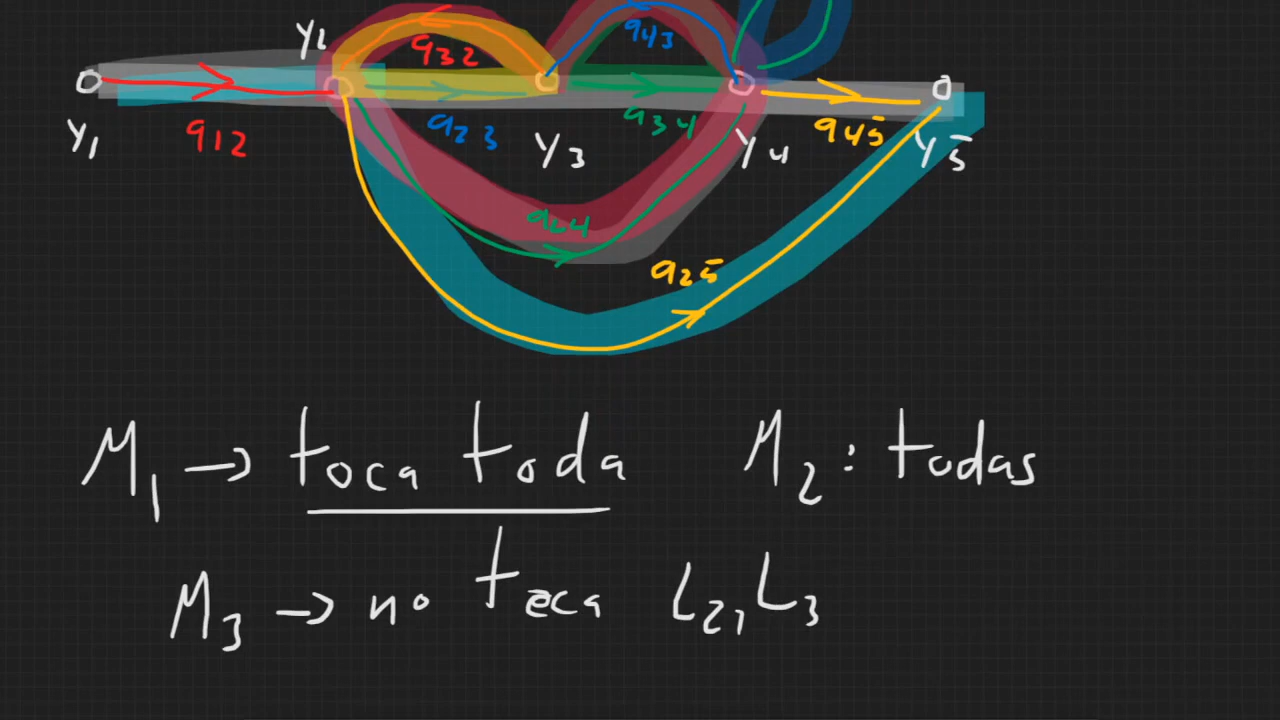 Y2
a32
a43
a12
a23
a34
a45
Y1
Y3
Y4
Y5
a24
a25
M1 → toca toda
M2: todas
M3 → no toca L2, L3